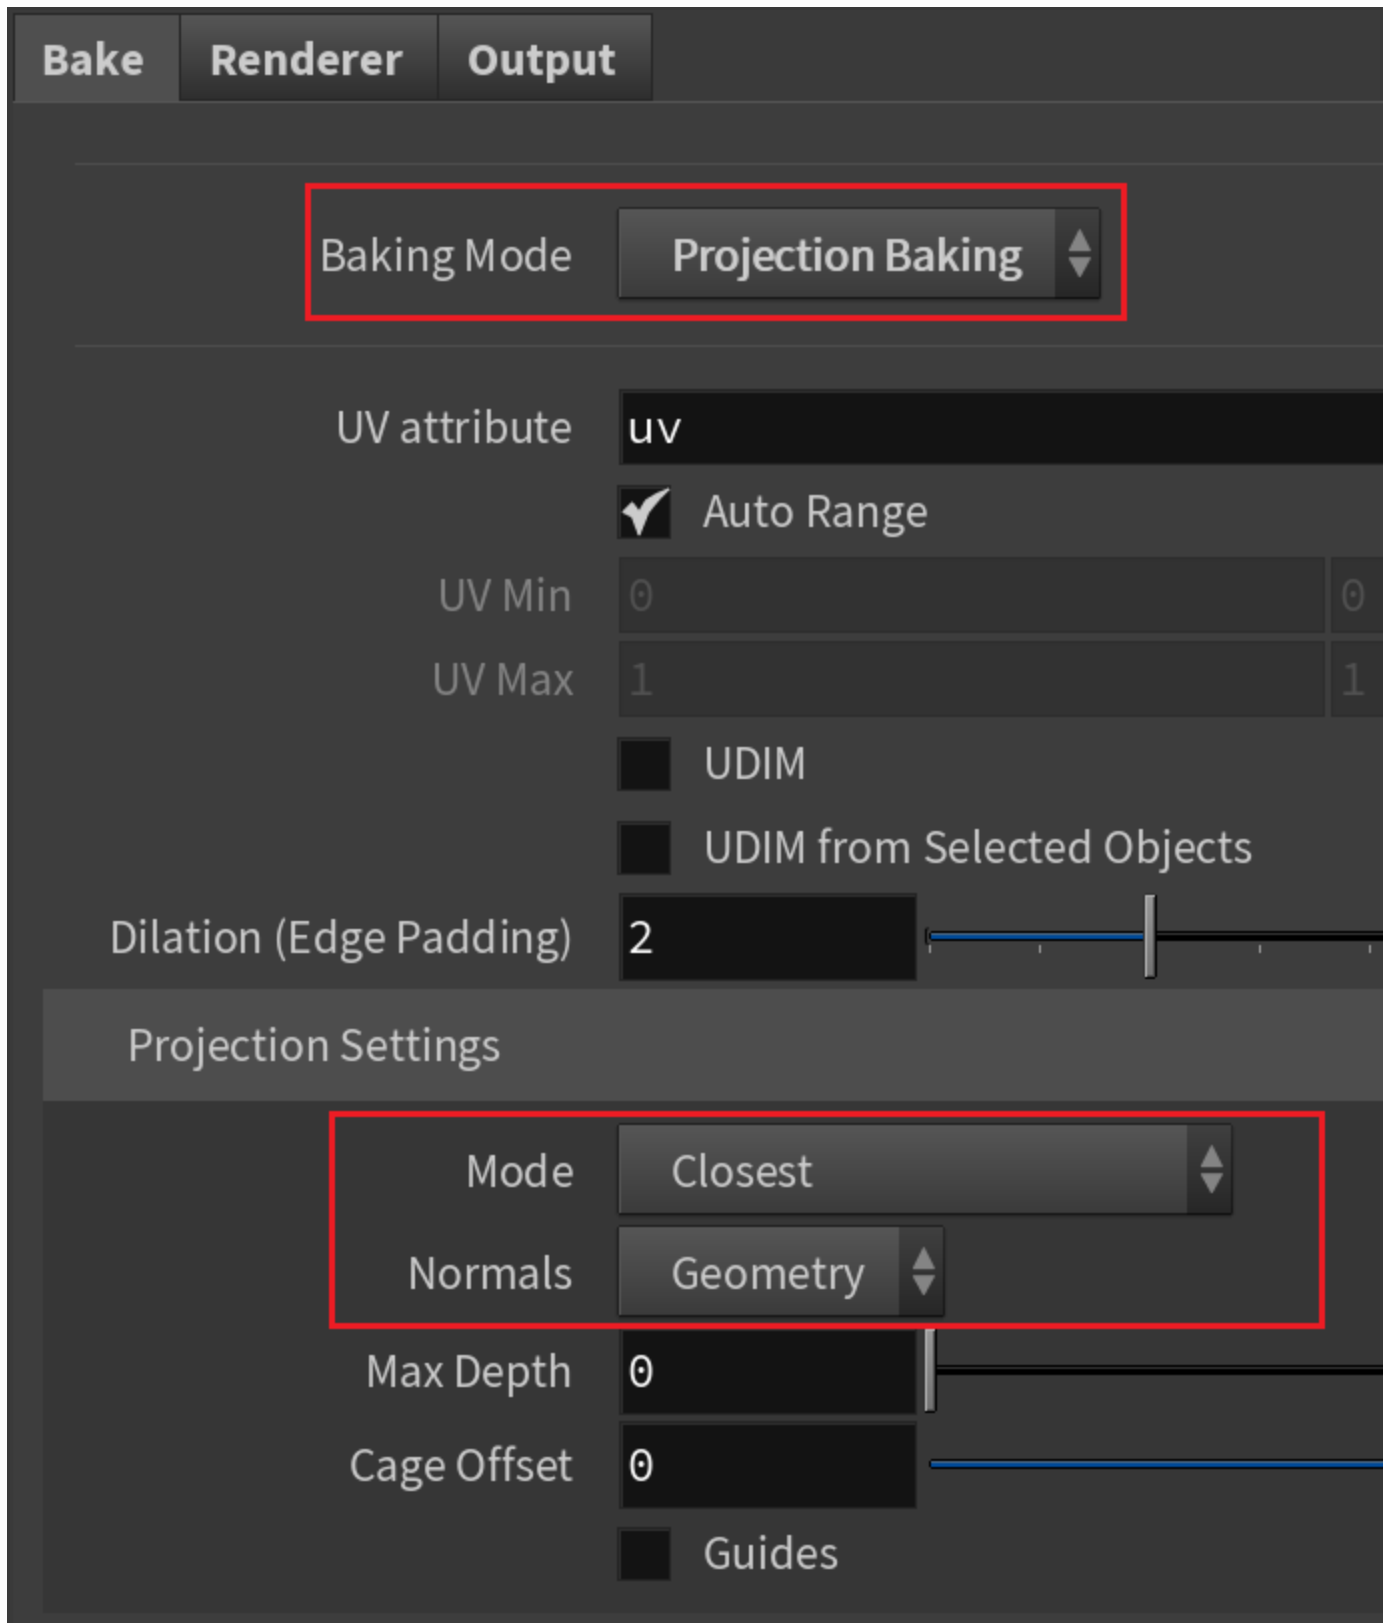 Bake Renderer Output
Baking Mode Projection Baking
UV attribute uv
Auto Range
UV Min 0 0
UV Max 1 1
UDIM
UDIM from Selected Objects
Dilation (Edge Padding) 2
Projection Settings
Mode Closest
Normals Geometry
Max Depth 0
Cage Offset 0
Guides